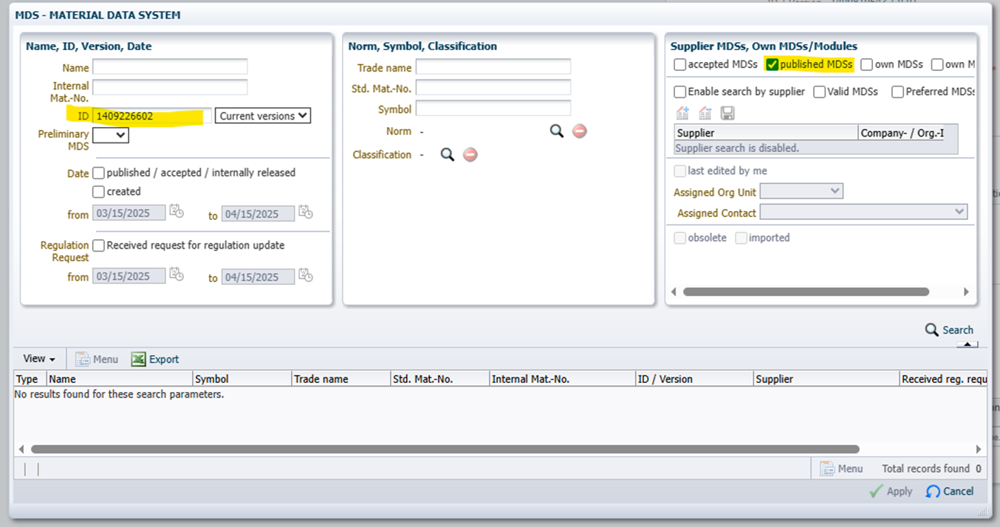 MDS - MATERIAL DATA SYSTEM
Name, ID, Version, Date
Name
Internal
Mat.-No.
ID 1409226602 Current versions
Preliminary
MDS
Date published / accepted / internally released
created
from 03/15/2025 to 04/15/2025
Regulation Received request for regulation update
Request
from 03/15/2025 to 04/15/2025
Norm, Symbol, Classification
Trade name
Std. Mat.-No.
Symbol
Norm -
Classification -
Supplier MDSs, Own MDSs/Modules
accepted MDSs published MDSs own MDSs own M
Enable search by supplier Valid MDSs Preferred MDSs
Supplier Company- / Org.-I
Supplier search is disabled.
last edited by me
Assigned Org Unit
Assigned Contact
obsolete imported
Search
View Menu Export
Type Name Symbol Trade name Std. Mat.-No. Internal Mat.-No. ID / Version Supplier Received reg. requ
No results found for these search parameters.
Menu Total records found 0
Apply Cancel